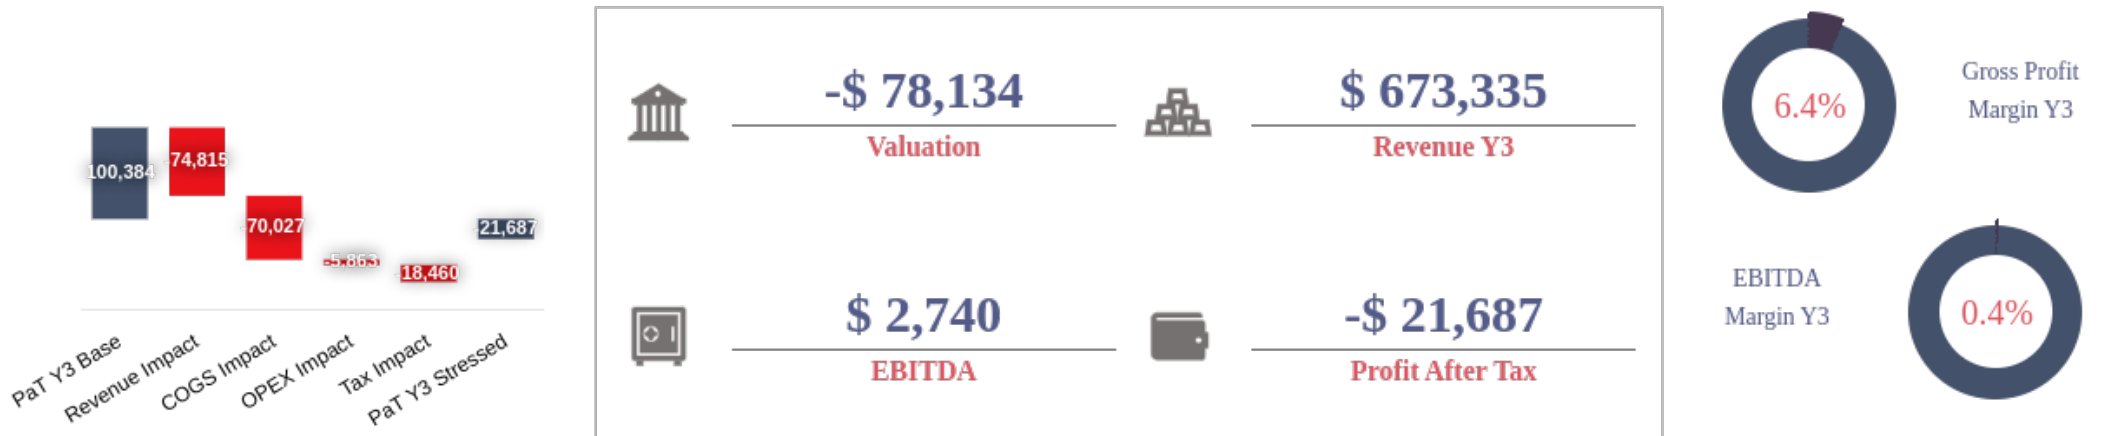 100,384
-74,815
-70,027
-5,863
-18,460
-21,687
PaT Y3 Base
Revenue Impact
COGS Impact
OPEX Impact
Tax Impact
PaT Y3 Stressed
-$ 78,134
Valuation
$ 673,335
Revenue Y3
$ 2,740
EBITDA
-$ 21,687
Profit After Tax
6.4%
Gross Profit
Margin Y3
EBITDA
Margin Y3
0.4%